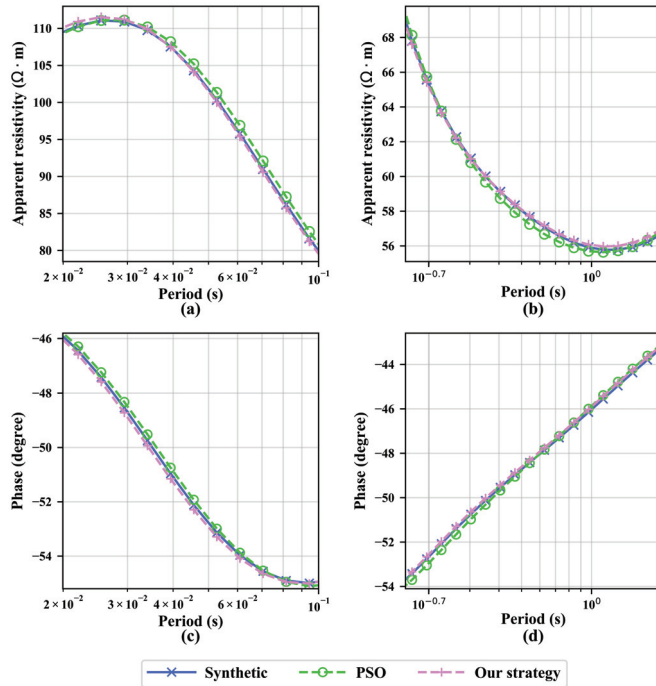 110
105
100
95
90
85
80
Apparent resistivity (Ω · m)
2 × 10⁻² 3 × 10⁻² 4 × 10⁻² 6 × 10⁻² 10⁻¹
Period (s)
(a)
68
66
64
62
60
58
56
Apparent resistivity (Ω · m)
10⁻⁰·⁷ 10⁰
Period (s)
(b)
−46
−48
−50
−52
−54
Phase (degree)
2 × 10⁻² 3 × 10⁻² 4 × 10⁻² 6 × 10⁻² 10⁻¹
Period (s)
(c)
−44
−46
−48
−50
−52
−54
Phase (degree)
10⁻⁰·⁷ 10⁰
Period (s)
(d)
Synthetic PSO Our strategy